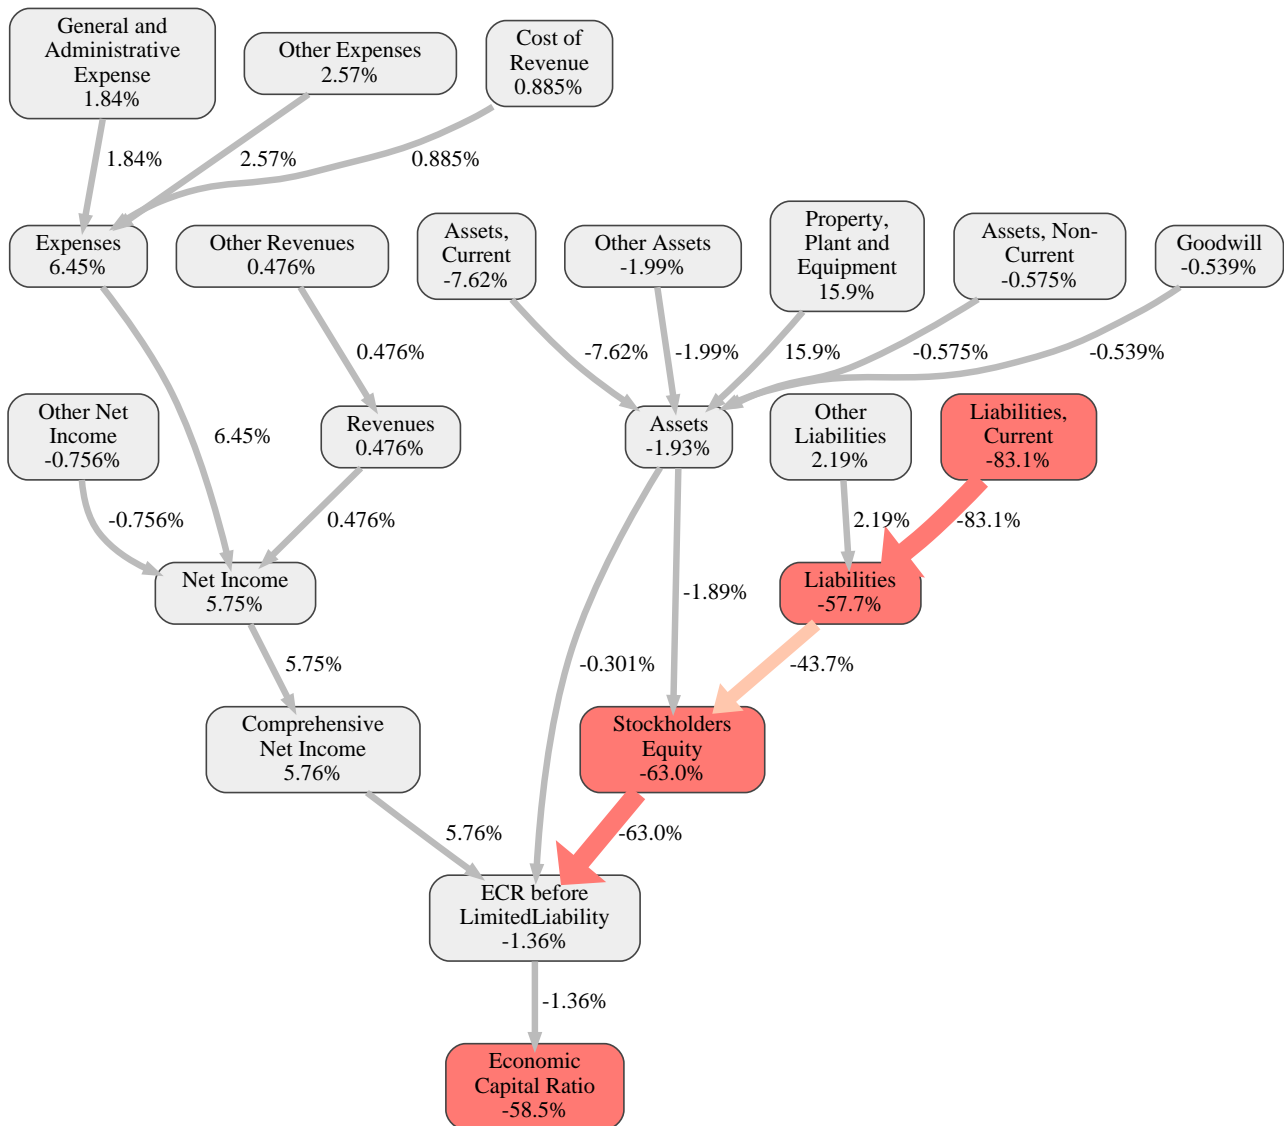 General and
Administrative
Expense
1.84%
Other Expenses
2.57%
Cost of
Revenue
0.885%
1.84%
2.57%
0.885%
Expenses
6.45%
Other Revenues
0.476%
Assets,
Current
-7.62%
Other Assets
-1.99%
Property,
Plant and
Equipment
15.9%
Assets, Non-
Current
-0.575%
Goodwill
-0.539%
0.476%
-7.62%
-1.99%
15.9%
-0.575%
-0.539%
Other Net
Income
-0.756%
6.45%
Revenues
0.476%
Assets
-1.93%
Other
Liabilities
2.19%
Liabilities,
Current
-83.1%
-0.756%
0.476%
2.19%
-83.1%
Net Income
5.75%
-1.89%
Liabilities
-57.7%
5.75%
-0.301%
-43.7%
Comprehensive
Net Income
5.76%
Stockholders
Equity
-63.0%
5.76%
-63.0%
ECR before
LimitedLiability
-1.36%
-1.36%
Economic
Capital Ratio
-58.5%